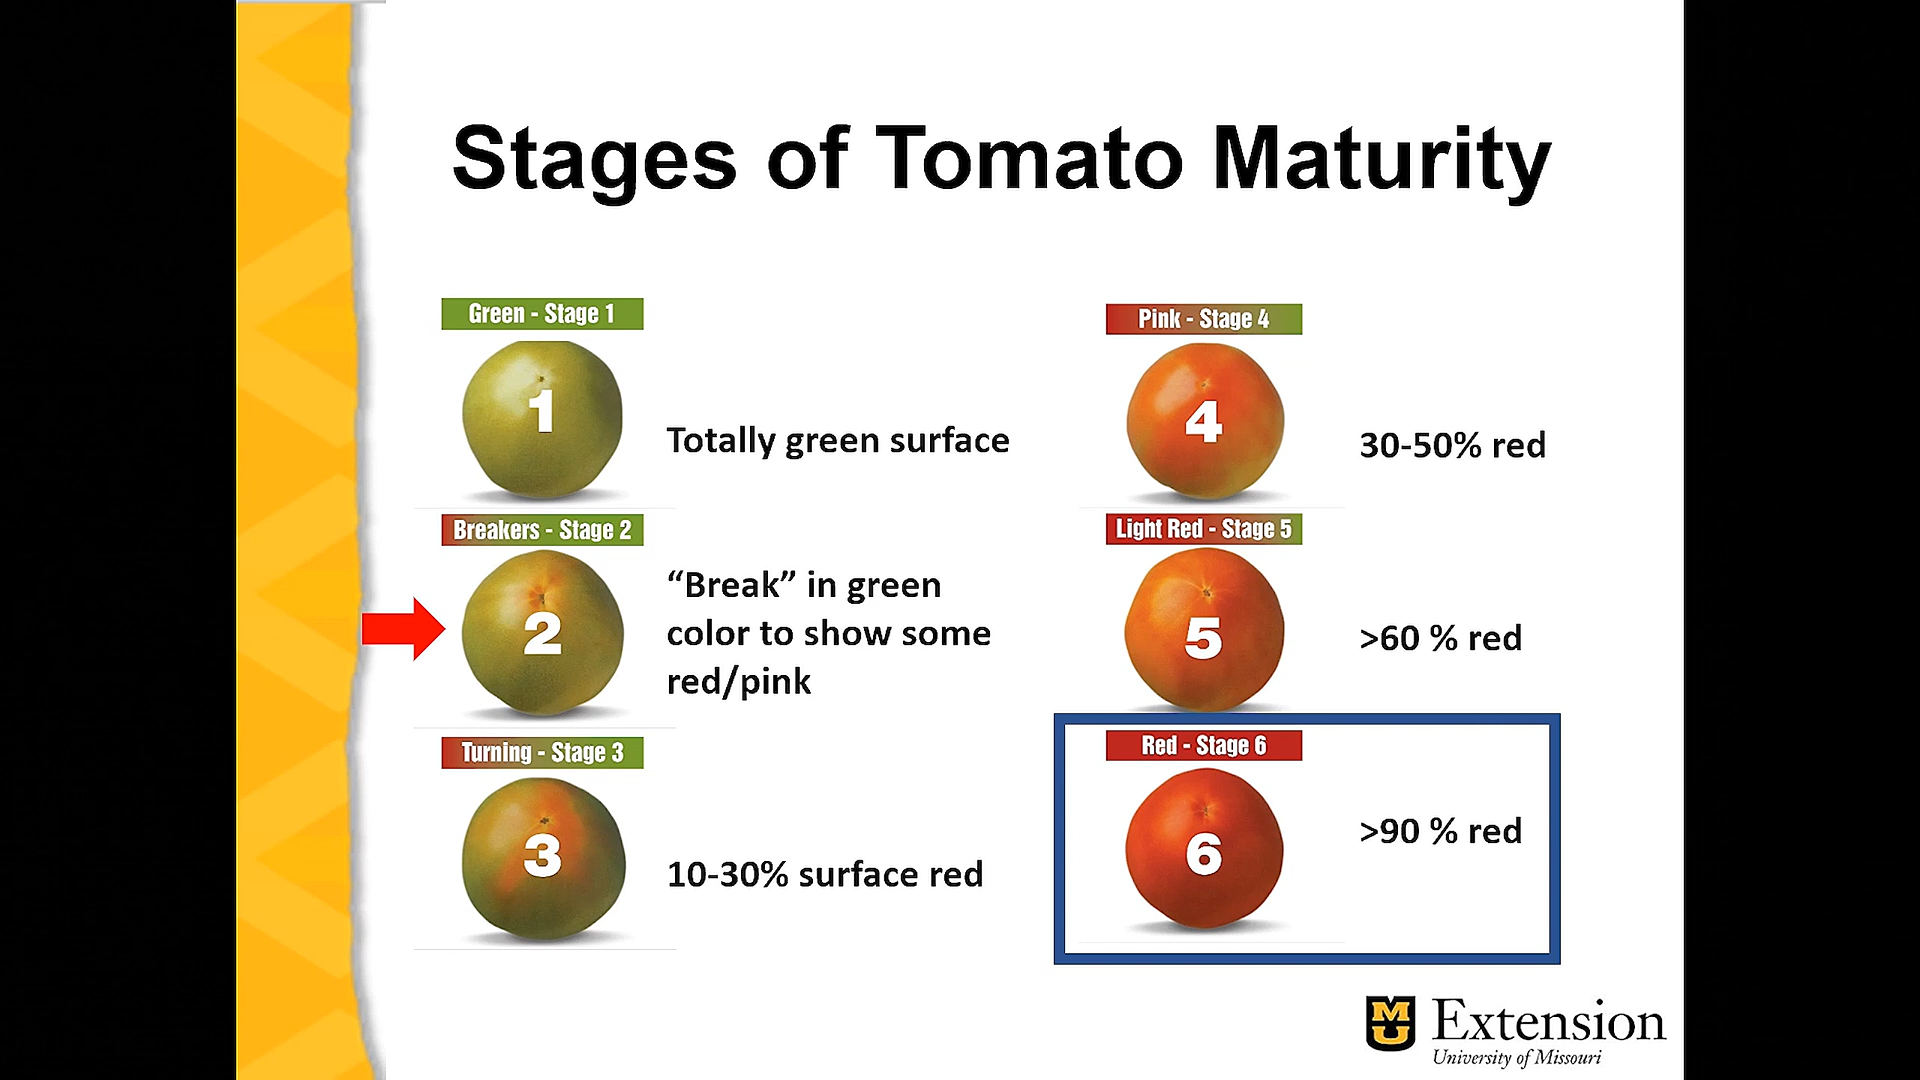 Stages of Tomato Maturity
Green - Stage 1
1
Totally green surface
Breakers - Stage 2
2
“Break” in green
color to show some
red/pink
Turning - Stage 3
3
10-30% surface red
Pink - Stage 4
4
30-50% red
Light Red - Stage 5
5
>60 % red
Red - Stage 6
6
>90 % red
MU
Extension
University of Missouri